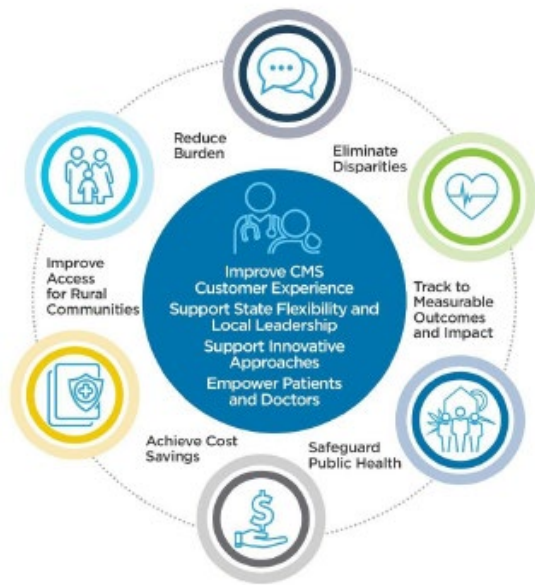 Reduce
Burden
Eliminate
Disparities
Improve
Access
for Rural
Communities
Improve CMS
Customer Experience
Support State Flexibility and
Local Leadership
Support Innovative
Approaches
Empower Patients
and Doctors
Track to
Measurable
Outcomes
and Impact
Achieve Cost
Savings
Safeguard
Public Health